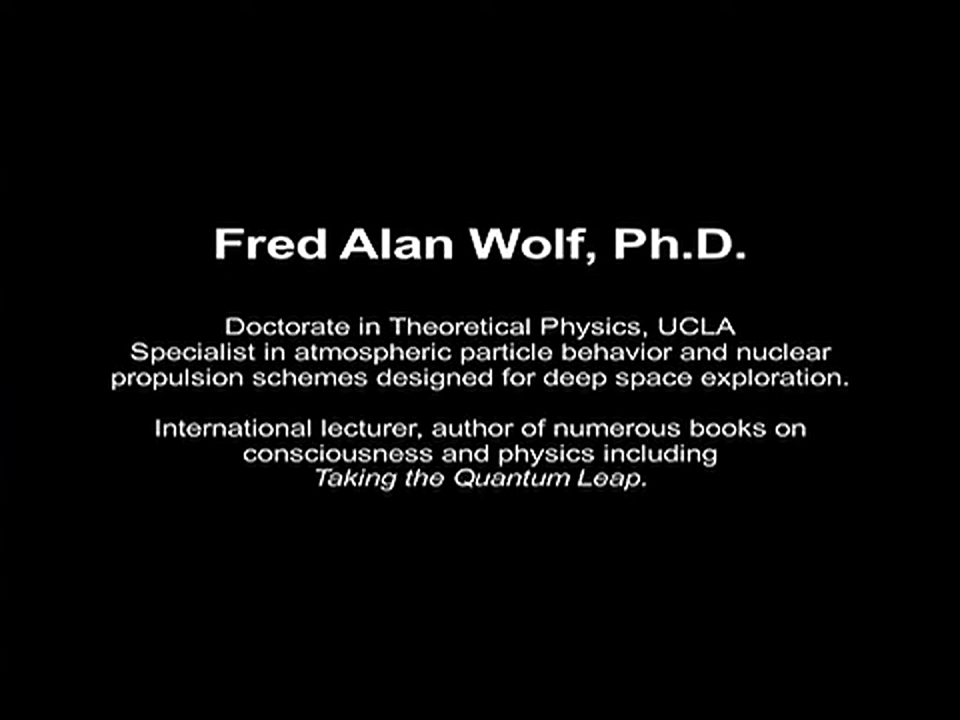 Fred Alan Wolf, Ph.D.
Doctorate in Theoretical Physics, UCLA
Specialist in atmospheric particle behavior and nuclear
propulsion schemes designed for deep space exploration.
International lecturer, author of numerous books on
consciousness and physics including
Taking the Quantum Leap.